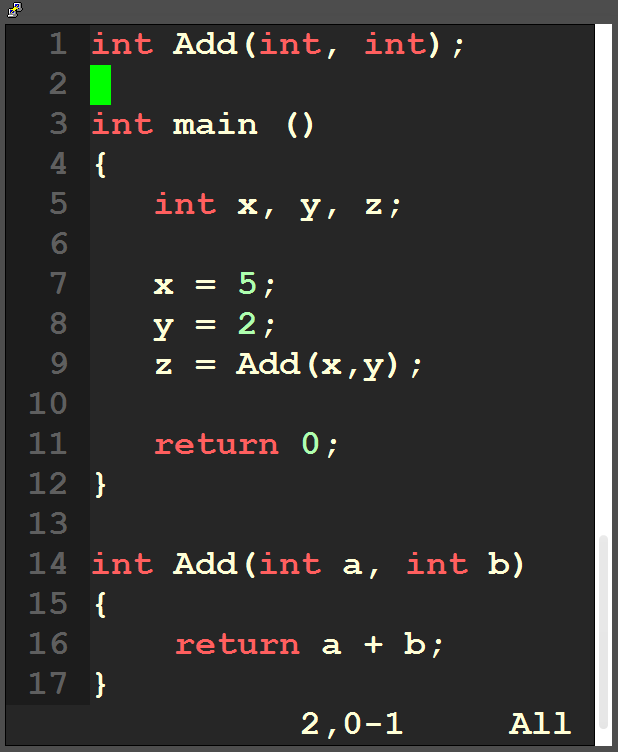 1 int Add(int, int);
2
3 int main ()
4 {
5    int x, y, z;
6
7    x = 5;
8    y = 2;
9    z = Add(x,y);
10
11    return 0;
12 }
13
14 int Add(int a, int b)
15 {
16     return a + b;
17 }
2,0-1     All